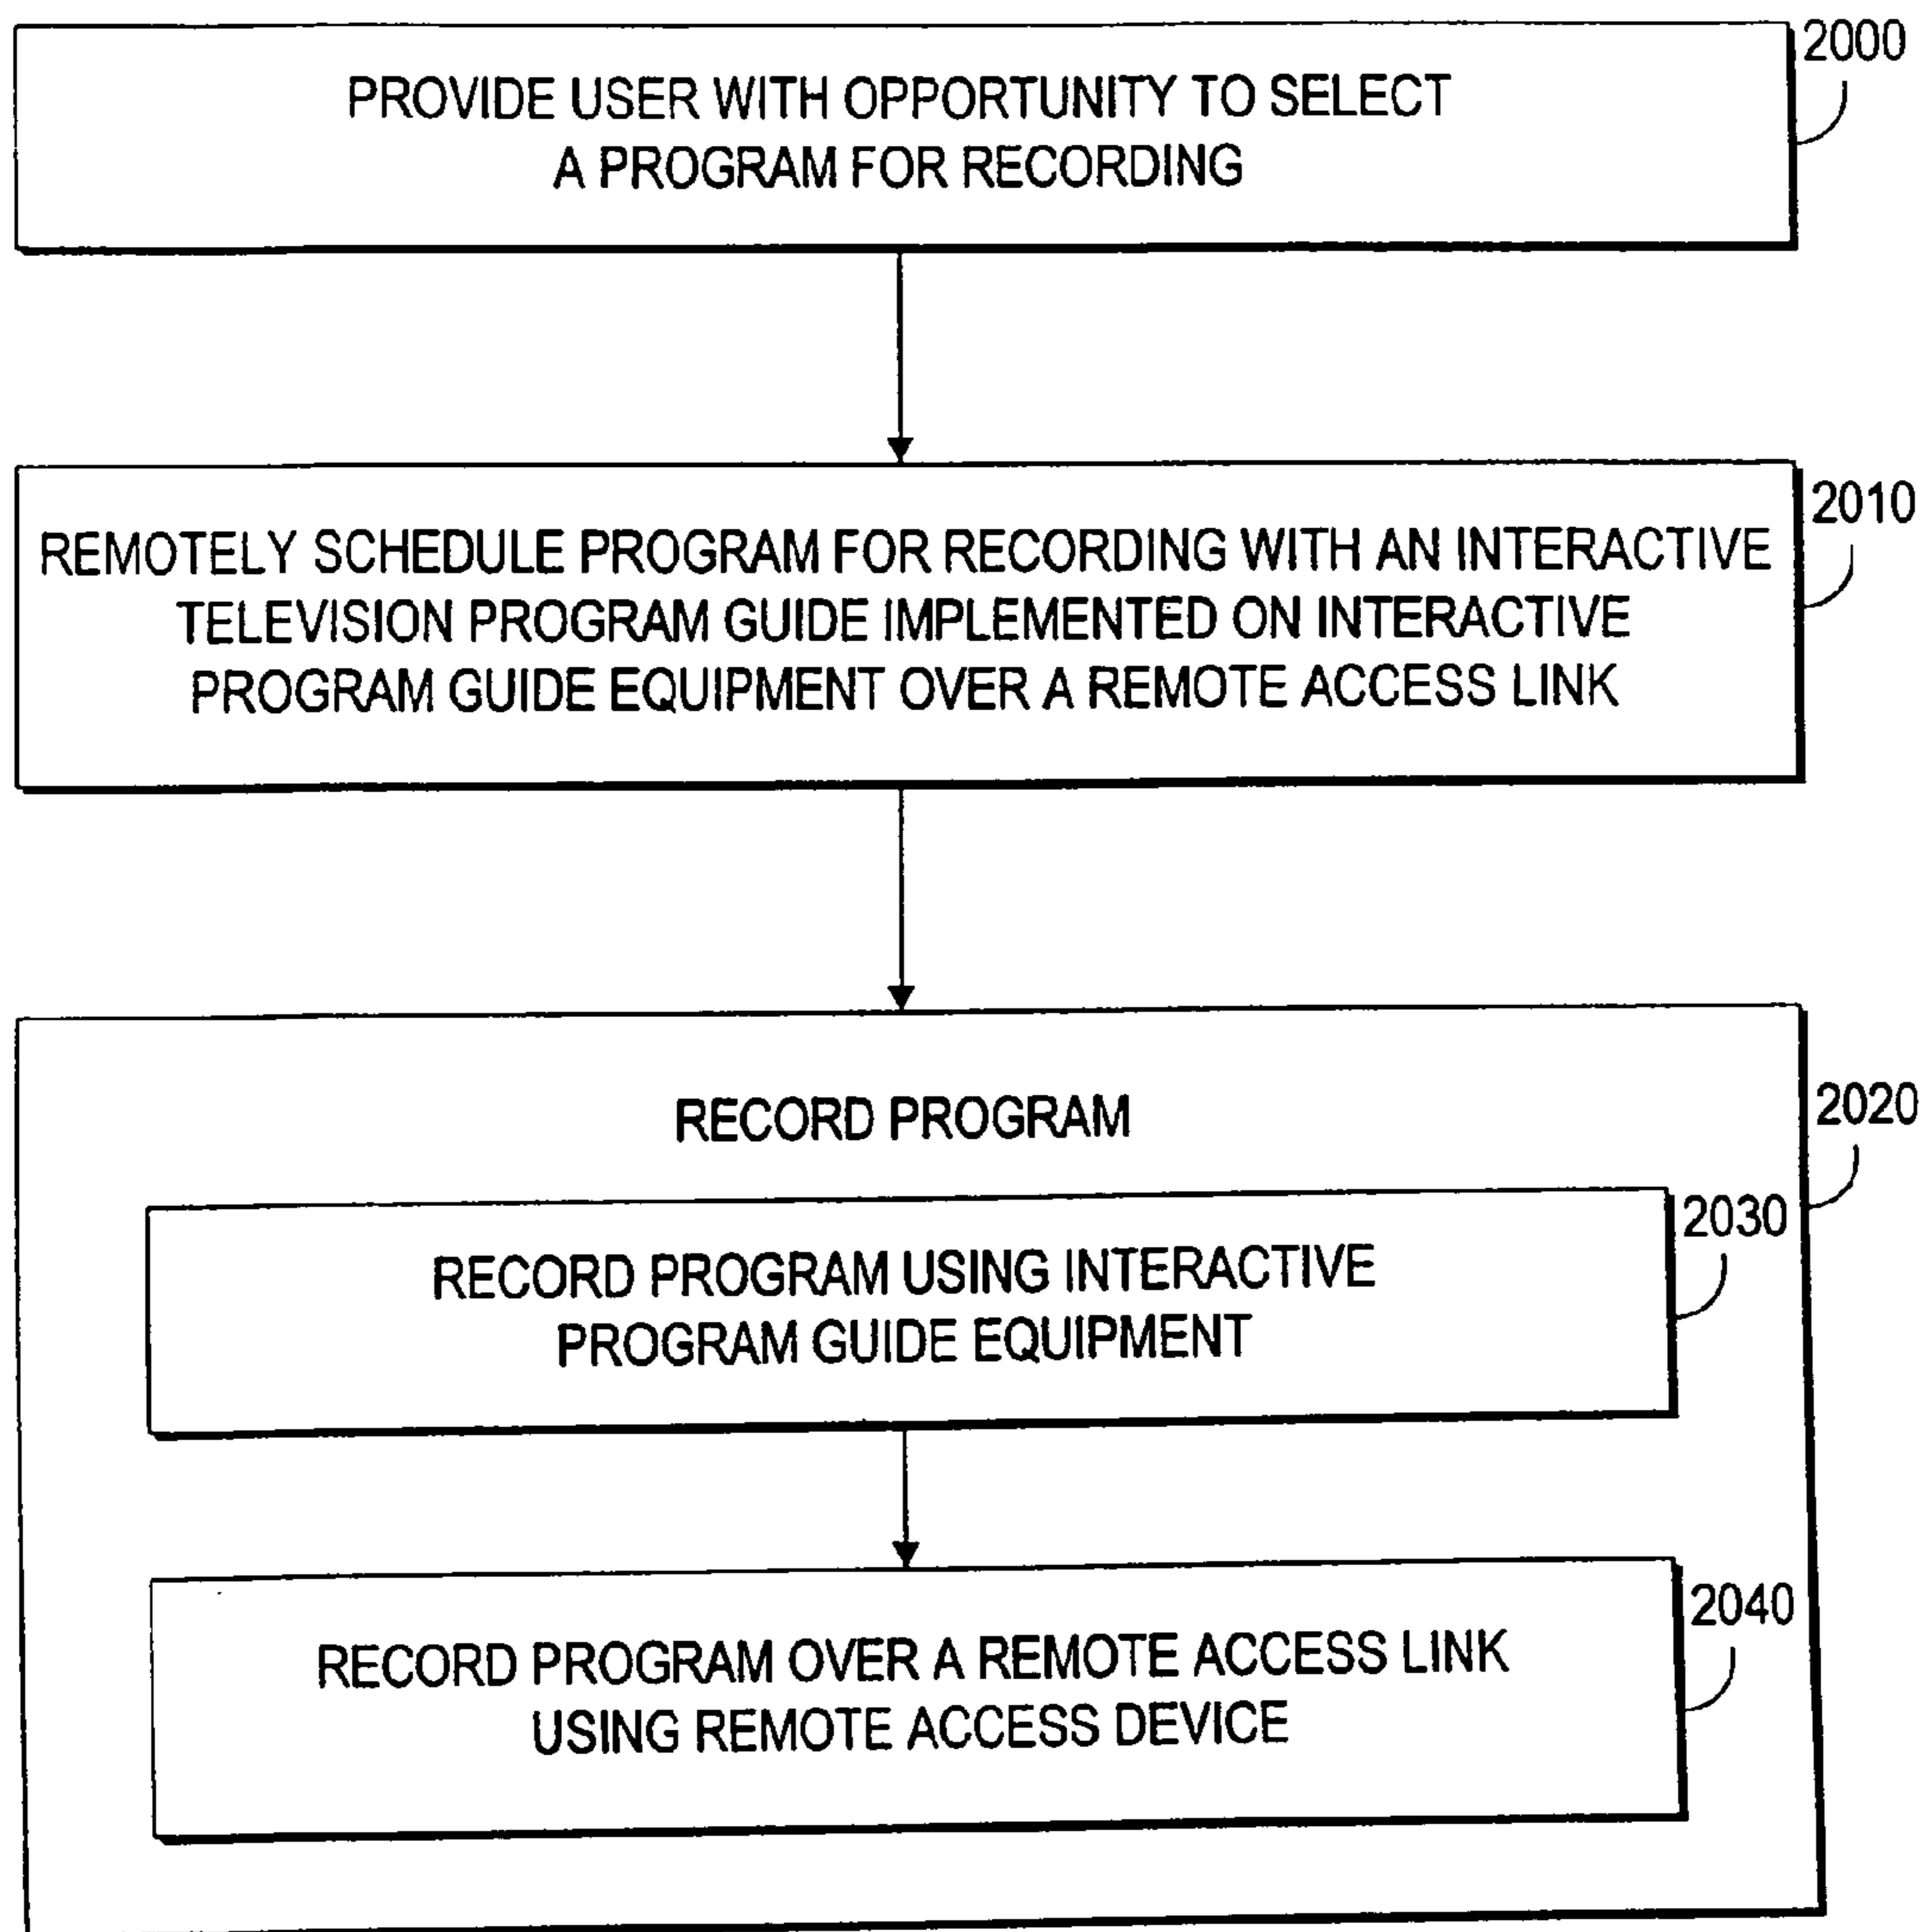 2000
PROVIDE USER WITH OPPORTUNITY TO SELECT
A PROGRAM FOR RECORDING
2010
REMOTELY SCHEDULE PROGRAM FOR RECORDING WITH AN INTERACTIVE
TELEVISION PROGRAM GUIDE IMPLEMENTED ON INTERACTIVE
PROGRAM GUIDE EQUIPMENT OVER A REMOTE ACCESS LINK
RECORD PROGRAM
2020
2030
RECORD PROGRAM USING INTERACTIVE
PROGRAM GUIDE EQUIPMENT
2040
RECORD PROGRAM OVER A REMOTE ACCESS LINK
USING REMOTE ACCESS DEVICE